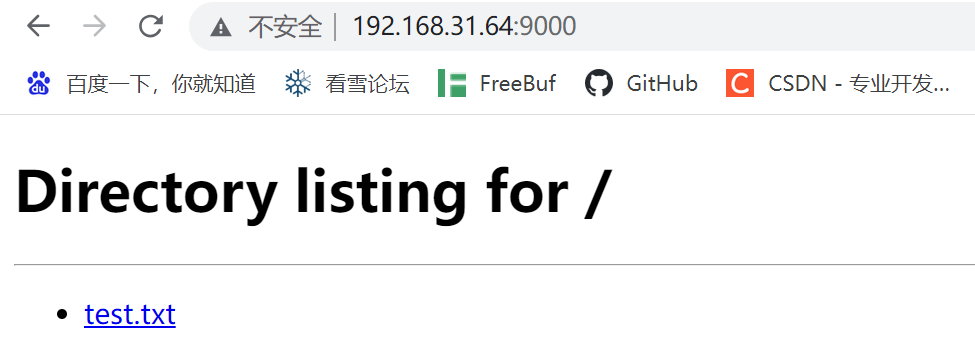 不安全 192.168.31.64:9000
百度一下，你就知道 看雪论坛 FreeBuf GitHub CSDN - 专业开发...
Directory listing for /
test.txt